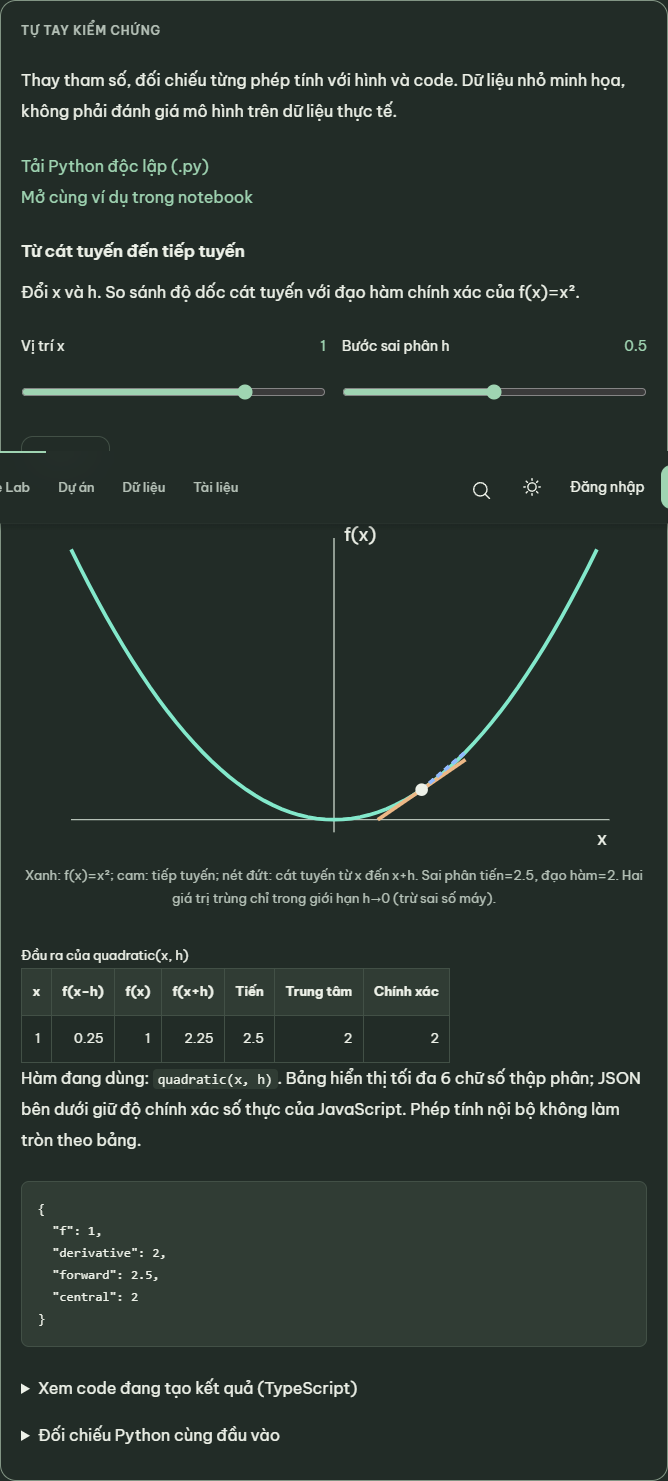 TỰ TAY KIỂM CHỨNG
Thay tham số, đối chiếu từng phép tính với hình và code. Dữ liệu nhỏ minh họa,
không phải đánh giá mô hình trên dữ liệu thực tế.
Tải Python độc lập (.py)
Mở cùng ví dụ trong notebook
Từ cát tuyến đến tiếp tuyến
Đổi x và h. So sánh độ dốc cát tuyến với đạo hàm chính xác của f(x)=x².
Vị trí x 1 Bước sai phân h 0.5
e Lab Dự án Dữ liệu Tài liệu Đăng nhập
f(x)
x
Xanh: f(x)=x²; cam: tiếp tuyến; nét đứt: cát tuyến từ x đến x+h. Sai phân tiến=2.5, đạo hàm=2. Hai
giá trị trùng chỉ trong giới hạn h→0 (trừ sai số máy).
Đầu ra của quadratic(x, h)
x f(x−h) f(x) f(x+h) Tiến Trung tâm Chính xác
1 0.25 1 2.25 2.5 2 2
Hàm đang dùng: quadratic(x, h). Bảng hiển thị tối đa 6 chữ số thập phân; JSON
bên dưới giữ độ chính xác số thực của JavaScript. Phép tính nội bộ không làm
tròn theo bảng.
{
"f": 1,
"derivative": 2,
"forward": 2.5,
"central": 2
}
Xem code đang tạo kết quả (TypeScript)
Đối chiếu Python cùng đầu vào